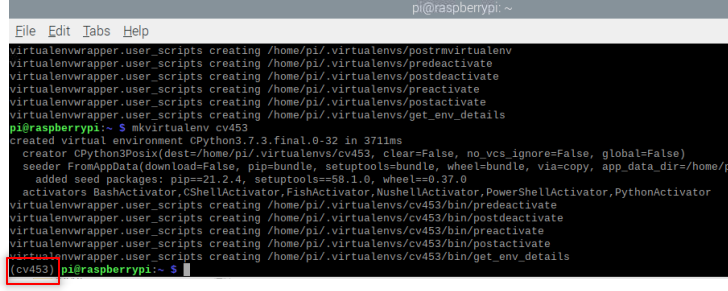 pi@raspberrypi: ~
File Edit Tabs Help
virtualenvwrapper.user_scripts creating /home/pi/.virtualenvs/postrmvirtualenv
virtualenvwrapper.user_scripts creating /home/pi/.virtualenvs/predeactivate
virtualenvwrapper.user_scripts creating /home/pi/.virtualenvs/postdeactivate
virtualenvwrapper.user_scripts creating /home/pi/.virtualenvs/preactivate
virtualenvwrapper.user_scripts creating /home/pi/.virtualenvs/postactivate
virtualenvwrapper.user_scripts creating /home/pi/.virtualenvs/get_env_details
pi@raspberrypi:~ $ mkvirtualenv cv453
created virtual environment CPython3.7.3.final.0-32 in 3711ms
  creator CPython3Posix(dest=/home/pi/.virtualenvs/cv453, clear=False, no_vcs_ignore=False, global=False)
  seeder FromAppData(download=False, pip=bundle, setuptools=bundle, wheel=bundle, via=copy, app_data_dir=/home/p
    added seed packages: pip==21.2.4, setuptools==58.1.0, wheel==0.37.0
  activators BashActivator,CShellActivator,FishActivator,NushellActivator,PowerShellActivator,PythonActivator
virtualenvwrapper.user_scripts creating /home/pi/.virtualenvs/cv453/bin/predeactivate
virtualenvwrapper.user_scripts creating /home/pi/.virtualenvs/cv453/bin/postdeactivate
virtualenvwrapper.user_scripts creating /home/pi/.virtualenvs/cv453/bin/preactivate
virtualenvwrapper.user_scripts creating /home/pi/.virtualenvs/cv453/bin/postactivate
virtualenvwrapper.user_scripts creating /home/pi/.virtualenvs/cv453/bin/get_env_details
(cv453) pi@raspberrypi:~ $